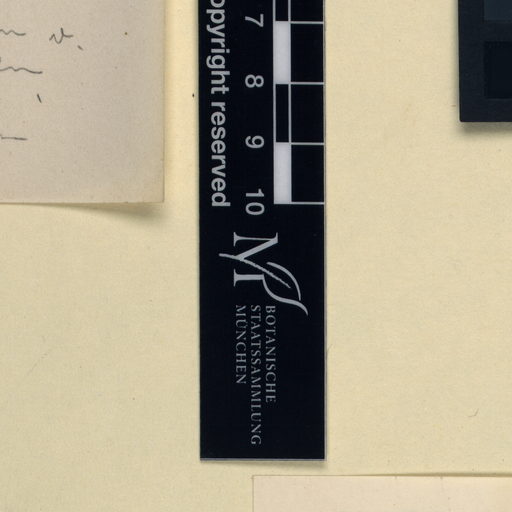 opyright reserved
7
8
9
10
BOTANISCHE
STAATSSAMMLUNG
MÜNCHEN